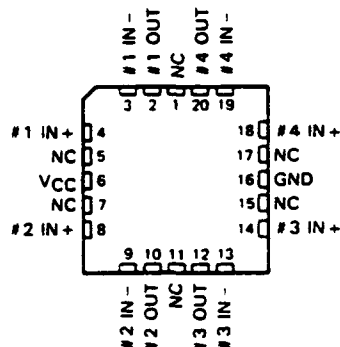 #1 IN -
#1 OUT
NC
#4 OUT
#4 IN -
3 2 1 20 19
#1 IN + 4
NC 5
VCC 6
NC 7
#2 IN + 8
18 #4 IN +
17 NC
16 GND
15 NC
14 #3 IN +
9 10 11 12 13
#2 IN -
#2 OUT
NC
#3 OUT
#3 IN -